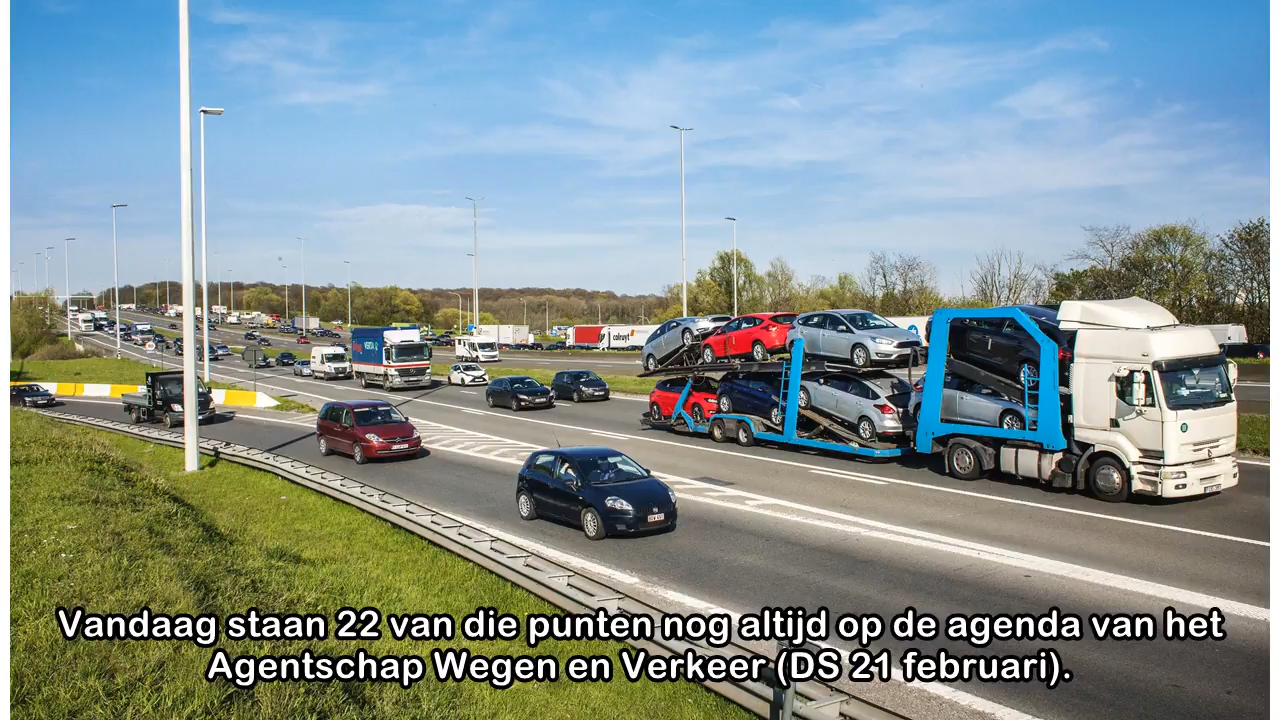 colruyt
Vandaag staan 22 van die punten nog altijd op de agenda van het
Agentschap Wegen en Verkeer (DS 21 februari).